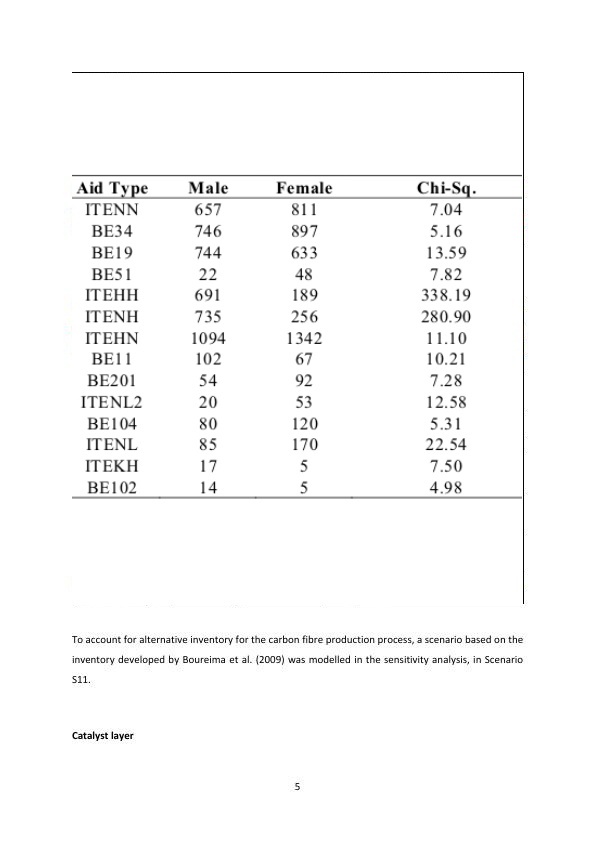 Aid Type Male Female Chi-Sq.
ITENN 657 811 7.04
BE34 746 897 5.16
BE19 744 633 13.59
BE51 22 48 7.82
ITEHH 691 189 338.19
ITENH 735 256 280.90
ITEHN 1094 1342 11.10
BE11 102 67 10.21
BE201 54 92 7.28
ITENL2 20 53 12.58
BE104 80 120 5.31
ITENL 85 170 22.54
ITEKH 17 5 7.50
BE102 14 5 4.98
To account for alternative inventory for the carbon fibre production process, a scenario based on the
inventory developed by Boureima et al. (2009) was modelled in the sensitivity analysis, in Scenario
S11.
Catalyst layer
5